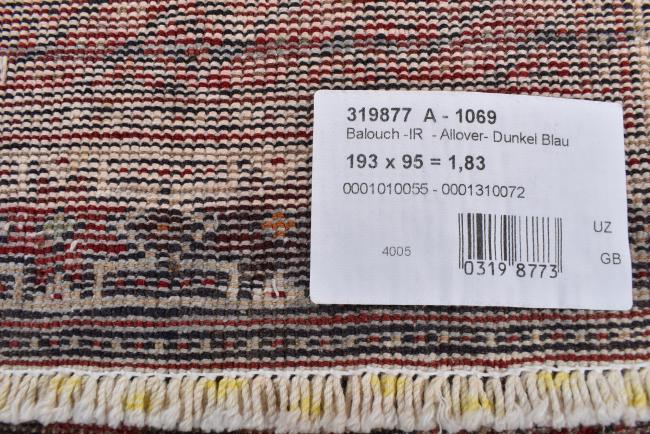 319877 A - 1069
Balouch -IR - Allover- Dunkel Blau
193 x 95 = 1,83
0001010055 - 0001310072
UZ
4005
GB
0319 8773